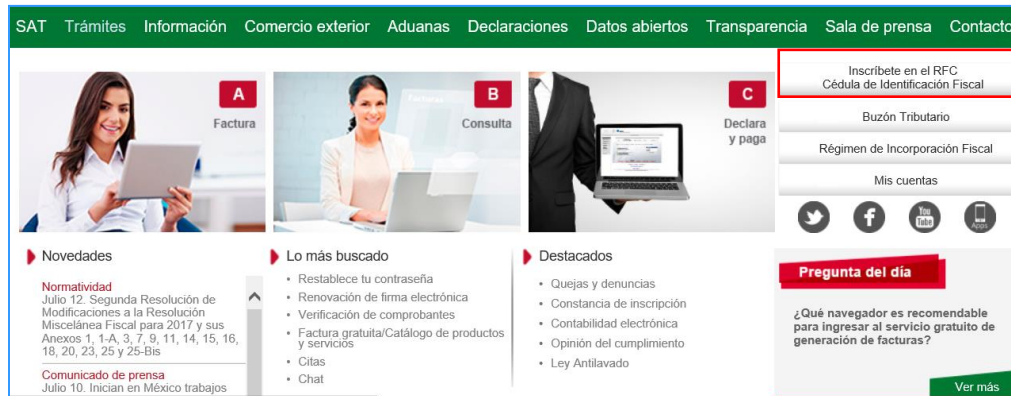 SAT Trámites Información Comercio exterior Aduanas Declaraciones Datos abiertos Transparencia Sala de prensa Contacto
A
Factura
B
Consulta
C
Declara
y paga
Inscríbete en el RFC
Cédula de Identificación Fiscal
Buzón Tributario
Régimen de Incorporación Fiscal
Mis cuentas
You
Tube
Apps
Novedades
Normatividad
Julio 12. Segunda Resolución de
Modificaciones a la Resolución
Miscelánea Fiscal para 2017 y sus
Anexos 1, 1-A, 3, 7, 9, 11, 14, 15, 16,
18, 20, 23, 25 y 25-Bis
Comunicado de prensa
Julio 10. Inician en México trabajos
Lo más buscado
• Restablece tu contraseña
• Renovación de firma electrónica
• Verificación de comprobantes
• Factura gratuita/Catálogo de productos
y servicios
• Citas
• Chat
Destacados
• Quejas y denuncias
• Constancia de inscripción
• Contabilidad electrónica
• Opinión del cumplimiento
• Ley Antilavado
Pregunta del día
¿Qué navegador es recomendable
para ingresar al servicio gratuito de
generación de facturas?
Ver más